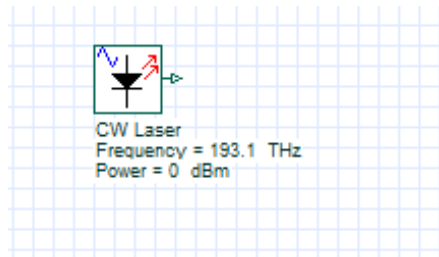 CW Laser
Frequency = 193.1 THz
Power = 0 dBm